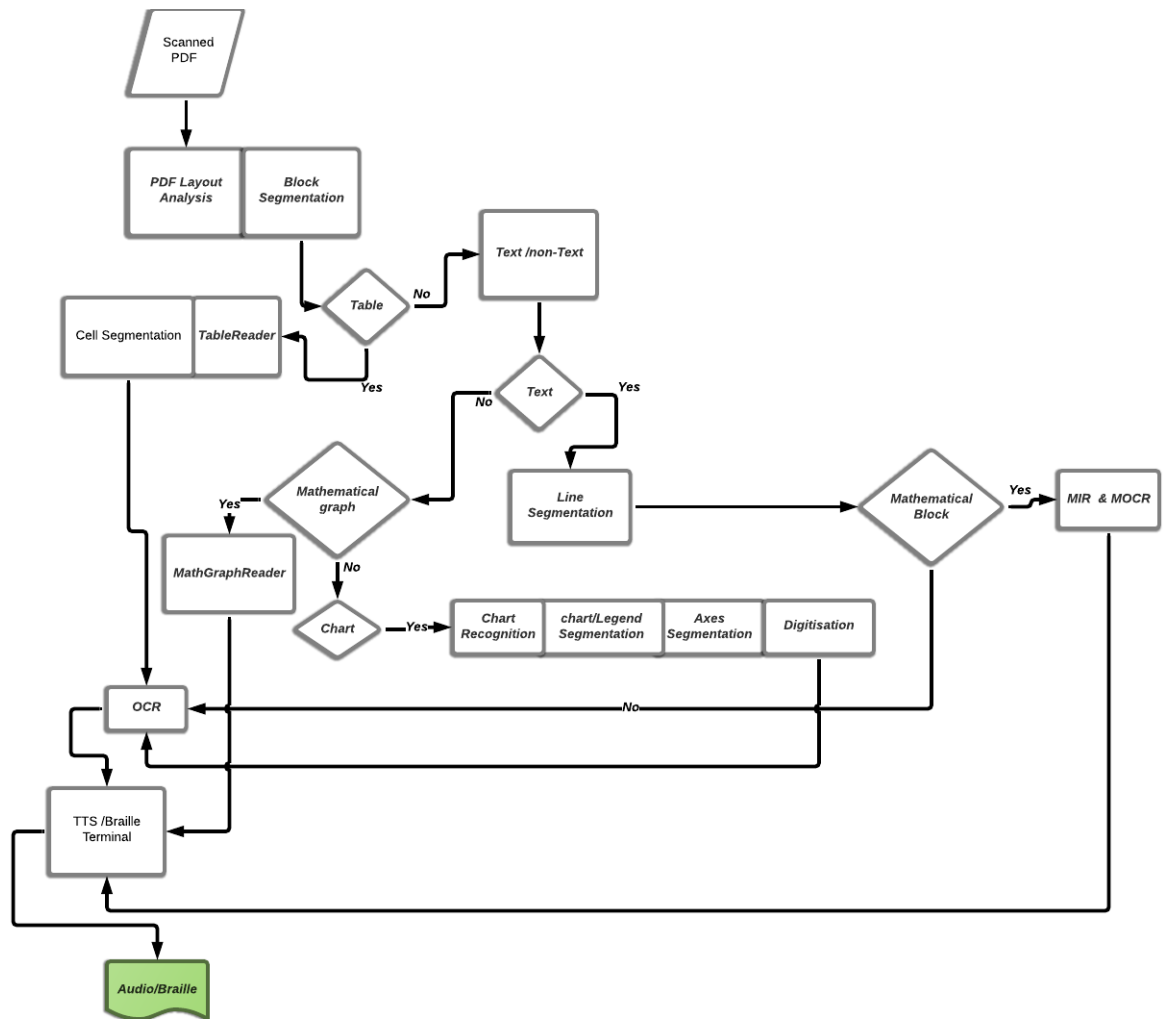 Scanned
PDF
PDF Layout
Analysis
Block
Segmentation
Text /non-Text
Table
No
Yes
Cell Segmentation
TableReader
Text
No
Yes
Mathematical
graph
Yes
No
Line
Segmentation
Mathematical
Block
Yes
MIR & MOCR
MathGraphReader
Chart
Yes
Chart
Recognition
chart/Legend
Segmentation
Axes
Segmentation
Digitisation
OCR
No
TTS /Braille
Terminal
Audio/Braille